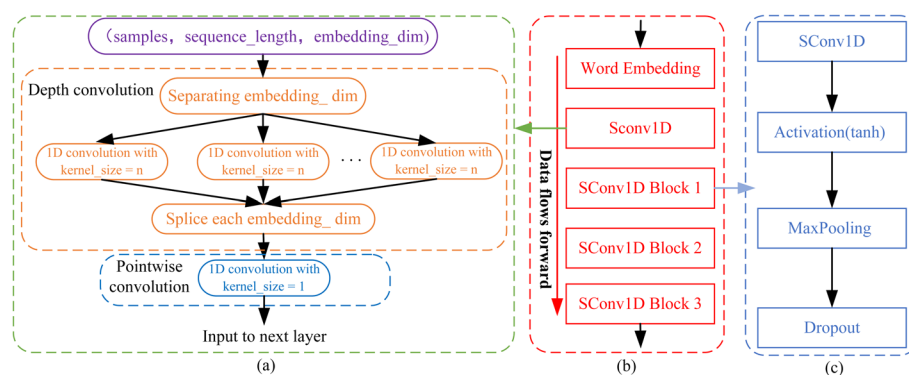 (samples, sequence_length, embedding_dim)
Depth convolution
Separating embedding_ dim
1D convolution with
kernel_size = n
1D convolution with
kernel_size = n
· · ·
1D convolution with
kernel_size = n
Splice each embedding_ dim
Pointwise
convolution
1D convolution with
kernel_size = 1
Input to next layer
(a)
Data flows forward
Word Embedding
Sconv1D
SConv1D Block 1
SConv1D Block 2
SConv1D Block 3
(b)
SConv1D
Activation(tanh)
MaxPooling
Dropout
(c)